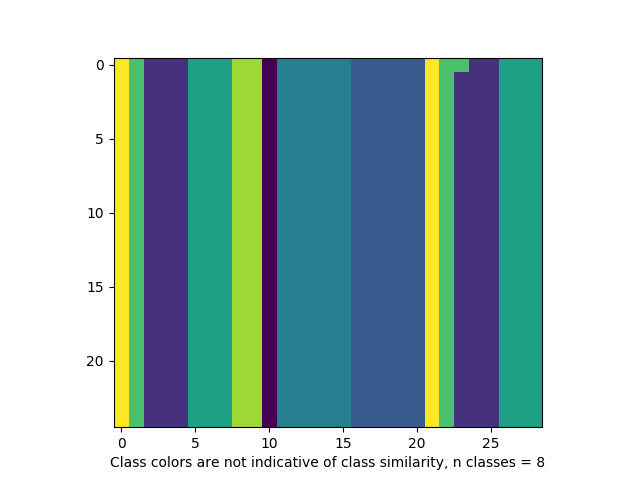 0
5
10
15
20
0 5 10 15 20 25
Class colors are not indicative of class similarity, n classes = 8